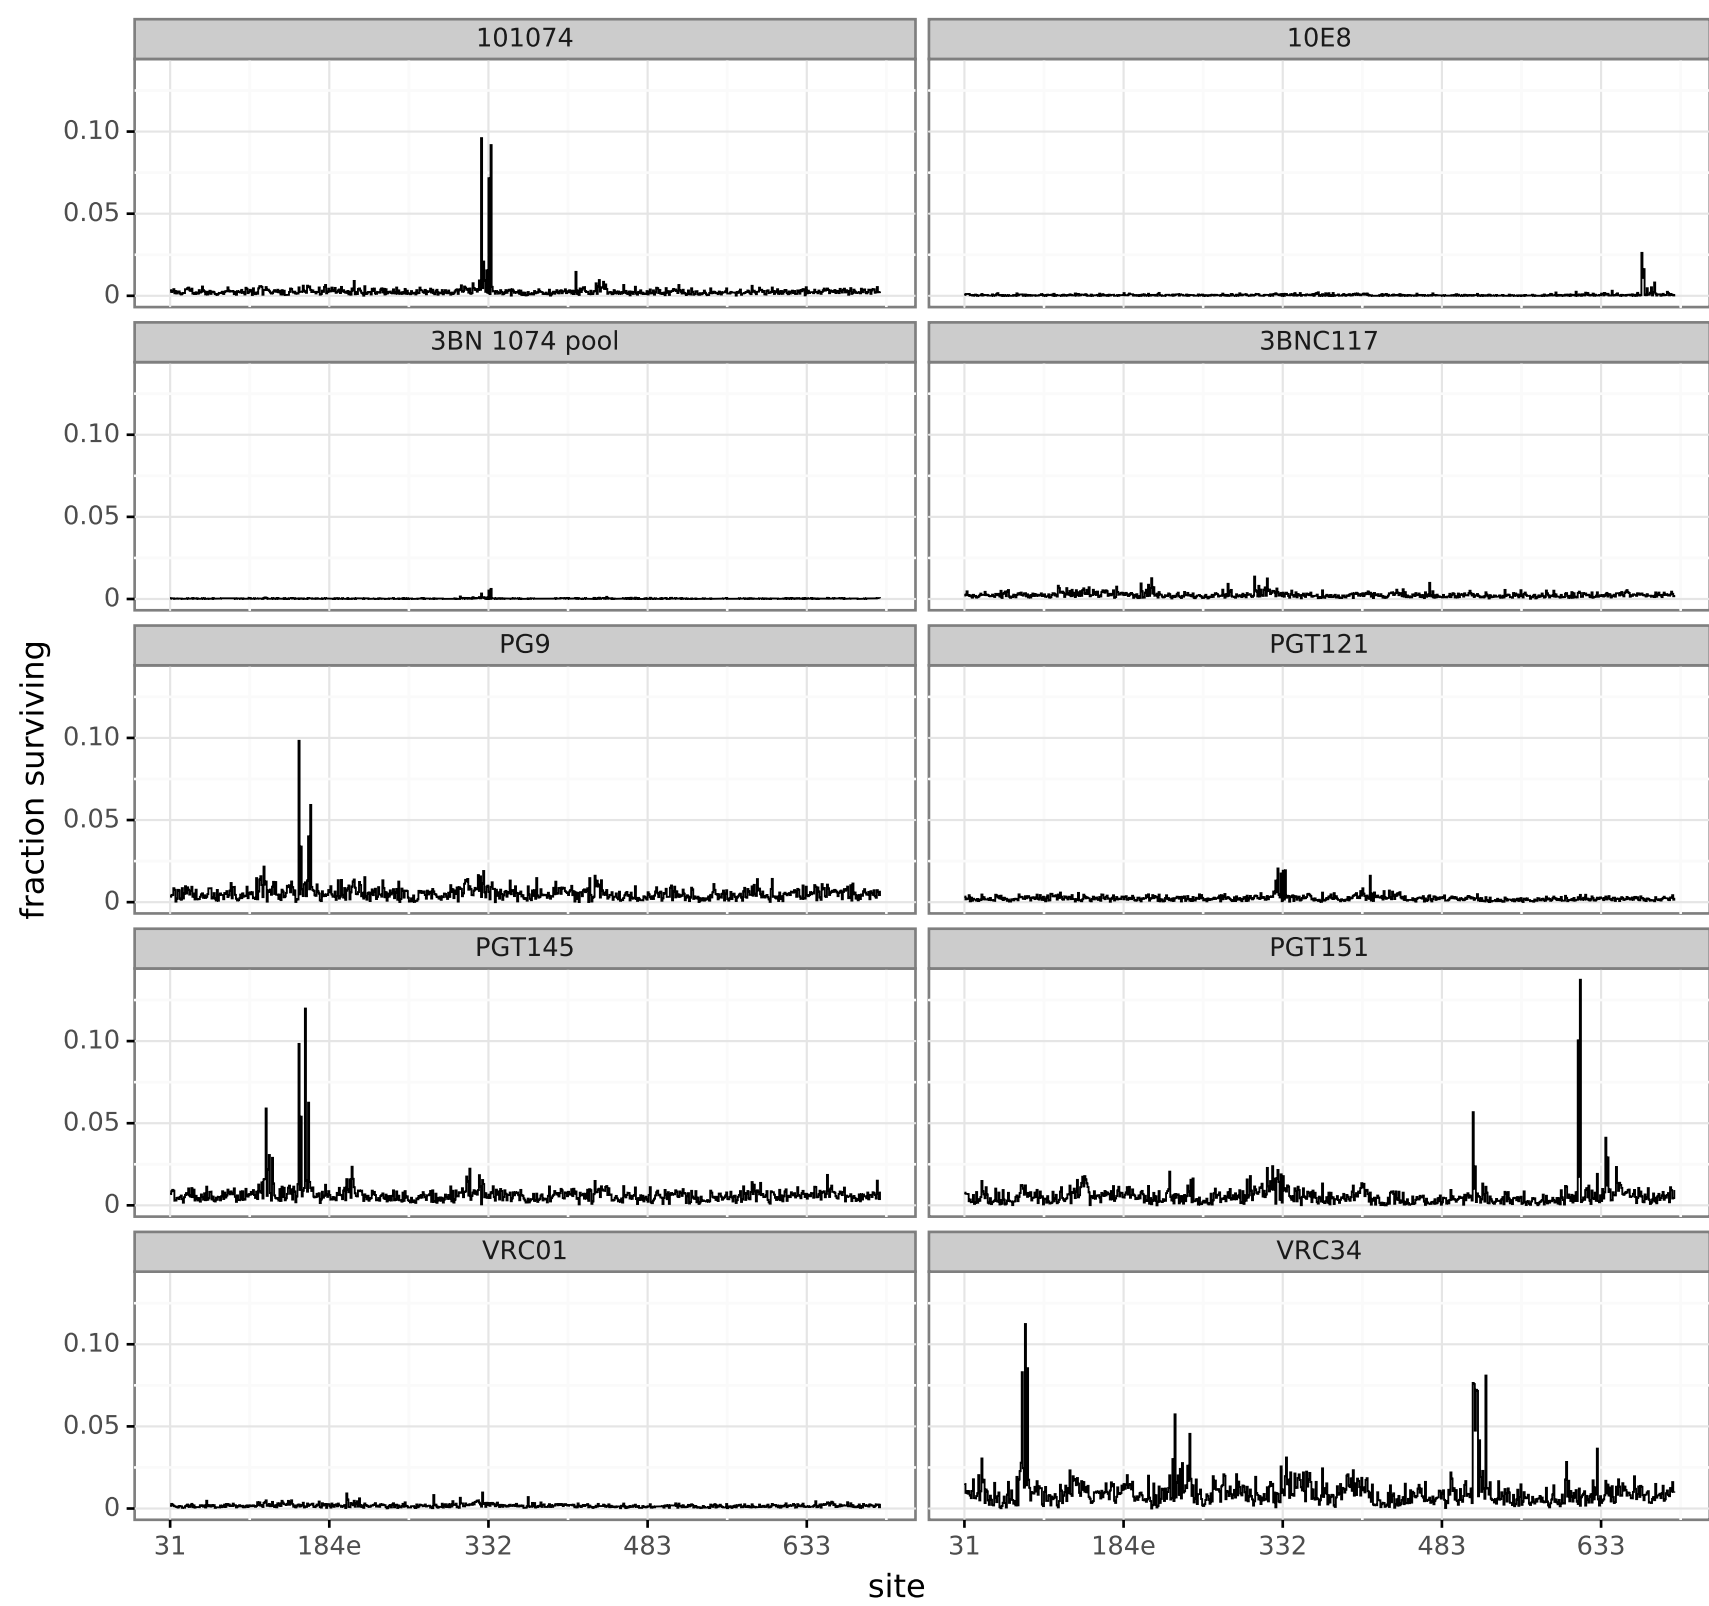 101074
10E8
0.10
0.05
0
3BN 1074 pool
3BNC117
0.10
0.05
0
PG9
PGT121
0.10
0.05
0
fraction surviving
PGT145
PGT151
0.10
0.05
0
VRC01
VRC34
0.10
0.05
0
31 184e 332 483 633
31 184e 332 483 633
site